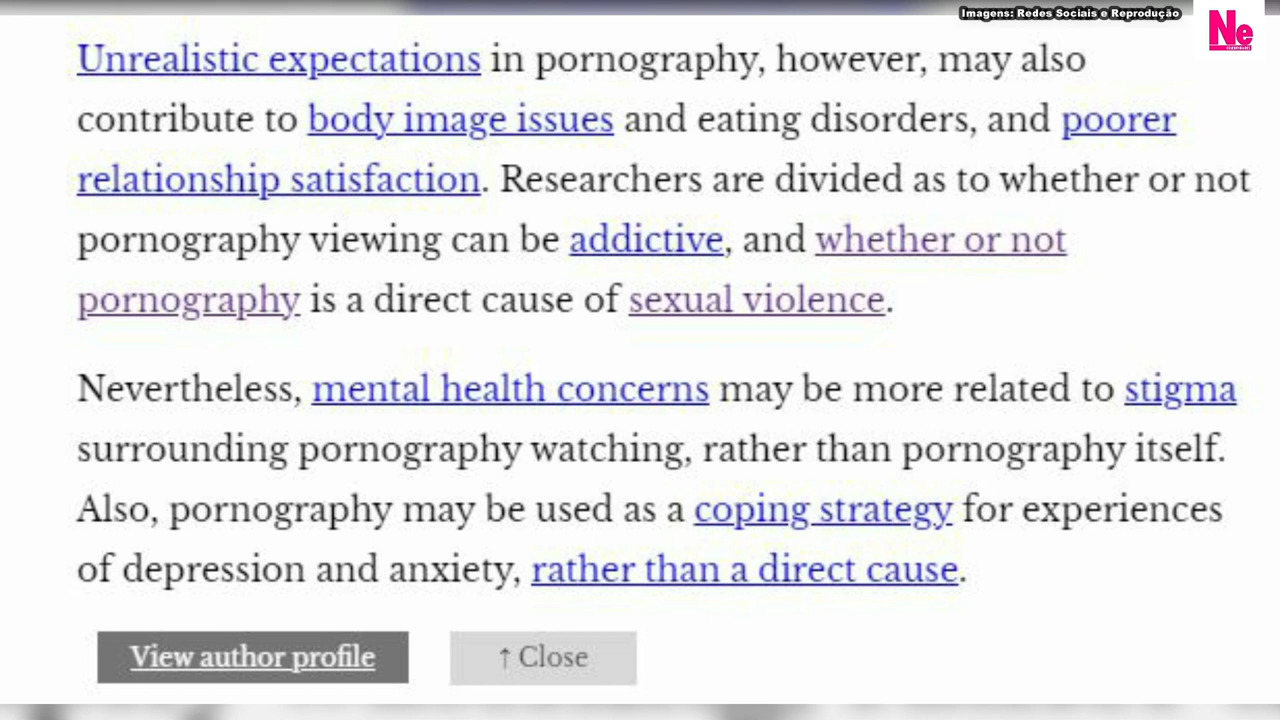 Imagens: Redes Sociais e Reprodução
Ne
Unrealistic expectations in pornography, however, may also
contribute to body image issues and eating disorders, and poorer
relationship satisfaction. Researchers are divided as to whether or not
pornography viewing can be addictive, and whether or not
pornography is a direct cause of sexual violence.
Nevertheless, mental health concerns may be more related to stigma
surrounding pornography watching, rather than pornography itself.
Also, pornography may be used as a coping strategy for experiences
of depression and anxiety, rather than a direct cause.
View author profile
↑ Close